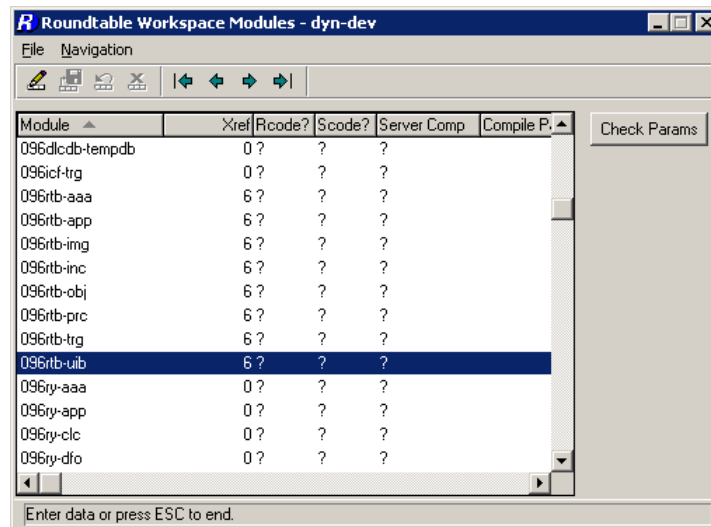 Roundtable Workspace Modules - dyn-dev
File Navigation
Module Xref Rcode? Scode? Server Comp Compile P
Check Params
096dlcdb-tempdb 0 ? ? ?
096icf-trg 0 ? ? ?
096rtb-aaa 6 ? ? ?
096rtb-app 6 ? ? ?
096rtb-img 6 ? ? ?
096rtb-inc 6 ? ? ?
096rtb-obj 6 ? ? ?
096rtb-prc 6 ? ? ?
096rtb-trg 6 ? ? ?
096rtb-uib 6 ? ? ?
096ry-aaa 0 ? ? ?
096ry-app 0 ? ? ?
096ry-clc 0 ? ? ?
096ry-dfo 0 ? ? ?
Enter data or press ESC to end.